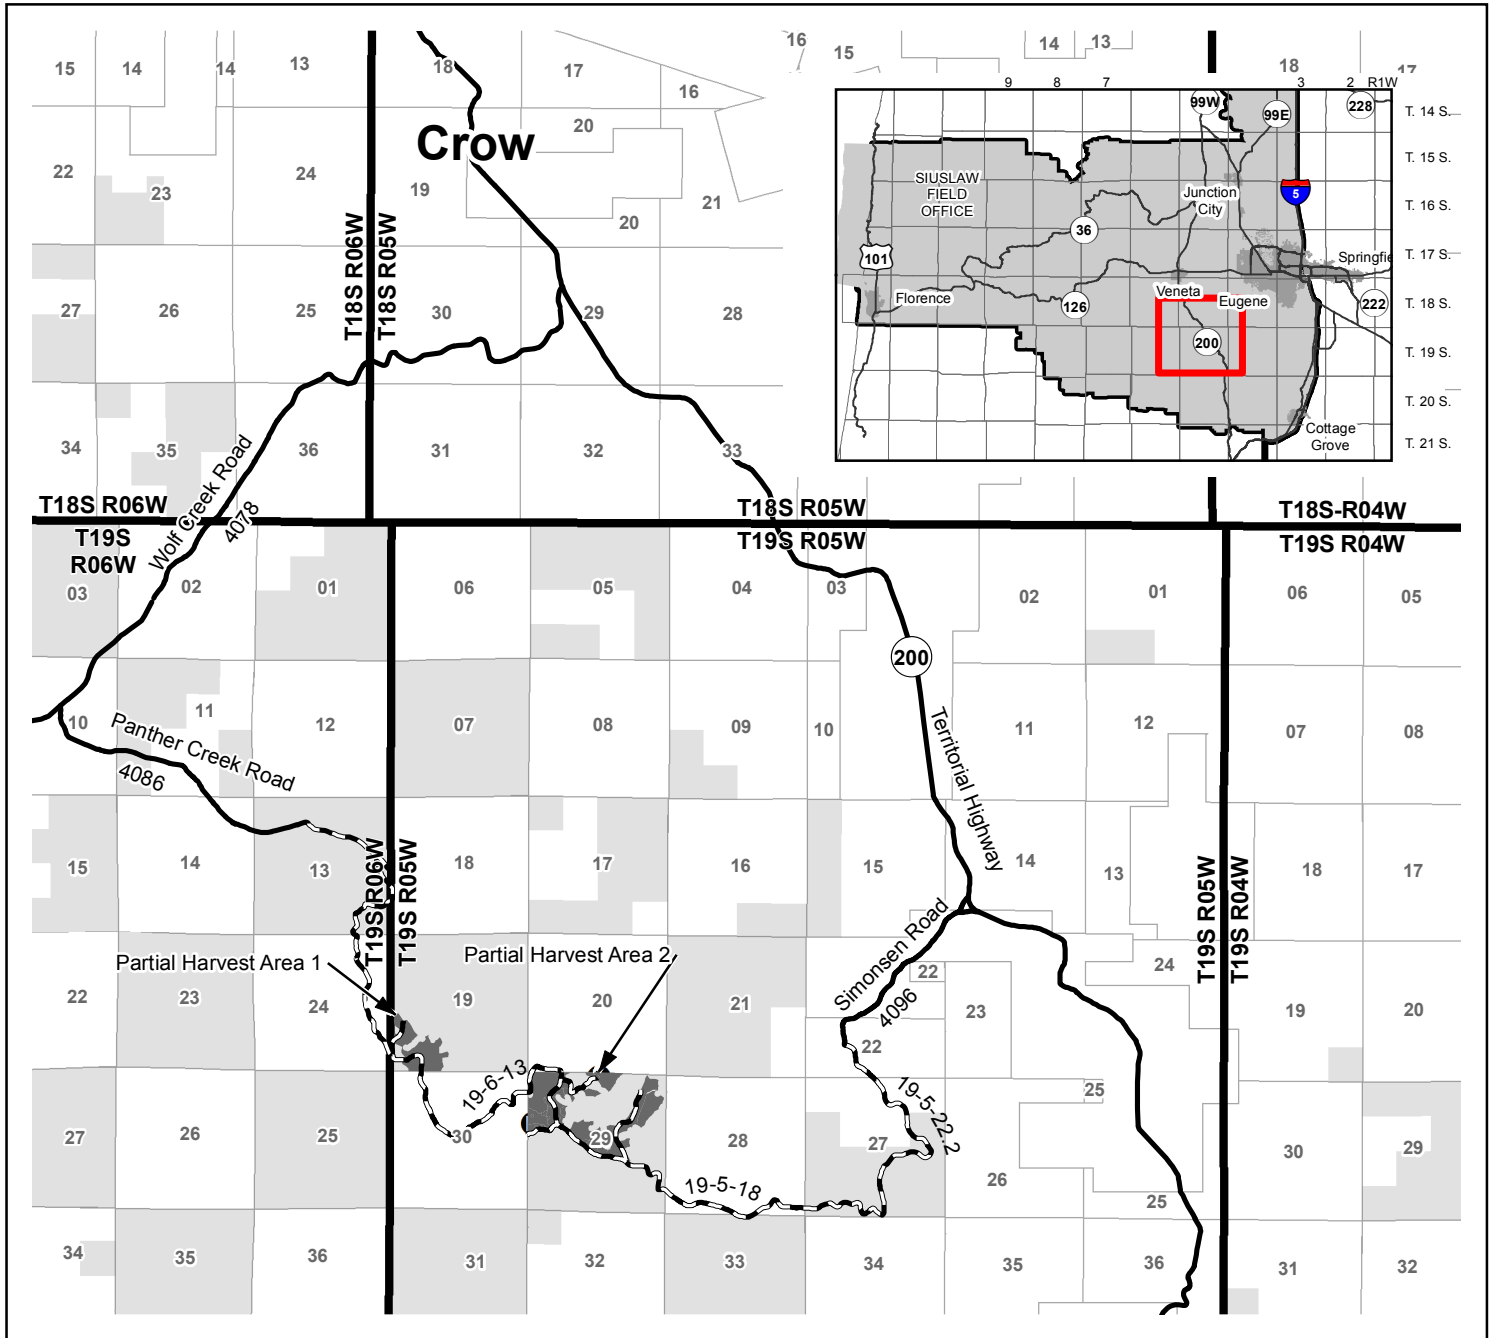 15
14
14
13
18
17
16
16
15
14
13
18
17
Crow
20
22
23
24
19
20
21
T18S R06W
T18S R05W
27
26
25
30
29
28
34
35
36
31
32
33
Wolf Creek Road
4078
T18S R06W
T18S R05W
T18S-R04W
T19S
R06W
T19S R05W
T19S R04W
9
8
7
3
2
R1W
99W
99E
228
T. 14 S.
T. 15 S.
SIUSLAW
FIELD
OFFICE
Junction
City
5
T. 16 S.
36
101
T. 17 S.
Springfie
Florence
126
Veneta
Eugene
222
T. 18 S.
200
T. 19 S.
T. 20 S.
Cottage
Grove
T. 21 S.
03
02
01
06
05
04
03
02
01
06
05
200
10
11
12
07
08
09
10
11
12
07
08
Panther Creek Road
4086
Territorial Highway
15
14
13
18
17
16
15
14
13
18
17
T19S R06W
T19S R05W
T19S R05W
T19S R04W
Simonsen Road
4096
Partial Harvest Area 1
Partial Harvest Area 2
22
23
24
19
20
21
22
22
23
24
19
20
19-6-13
19-5-22.2
27
26
25
30
29
28
27
26
25
25
30
29
19-5-18
34
35
36
31
32
33
34
35
36
31
32